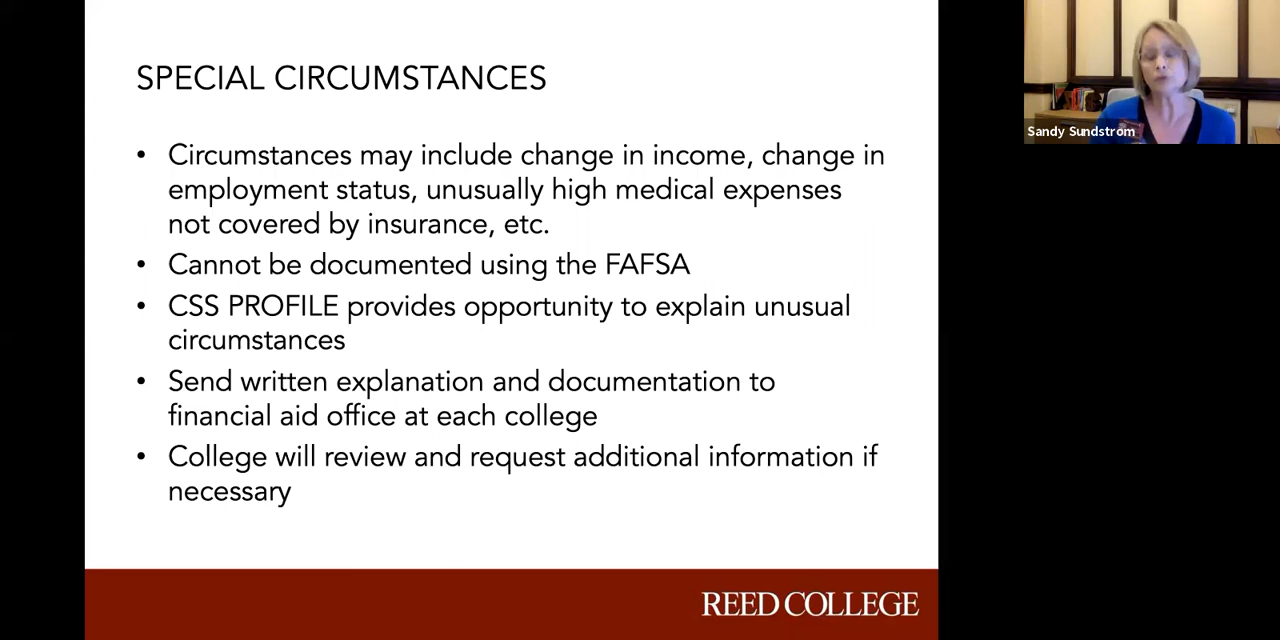 SPECIAL CIRCUMSTANCES
• Circumstances may include change in income, change in
employment status, unusually high medical expenses
not covered by insurance, etc.
• Cannot be documented using the FAFSA
• CSS PROFILE provides opportunity to explain unusual
circumstances
• Send written explanation and documentation to
financial aid office at each college
• College will review and request additional information if
necessary
REED COLLEGE
Sandy Sundstrom